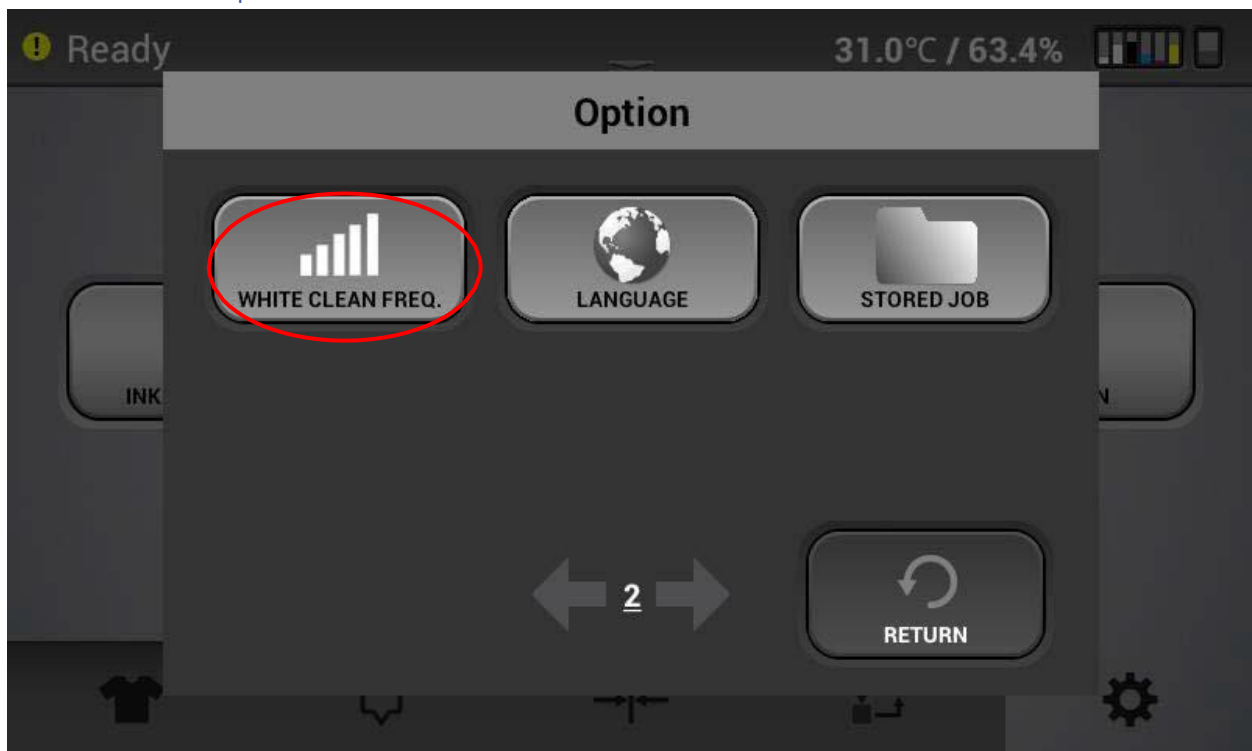 Ready
31.0°C / 63.4%
Option
WHITE CLEAN FREQ.
LANGUAGE
STORED JOB
INK
N
2
RETURN